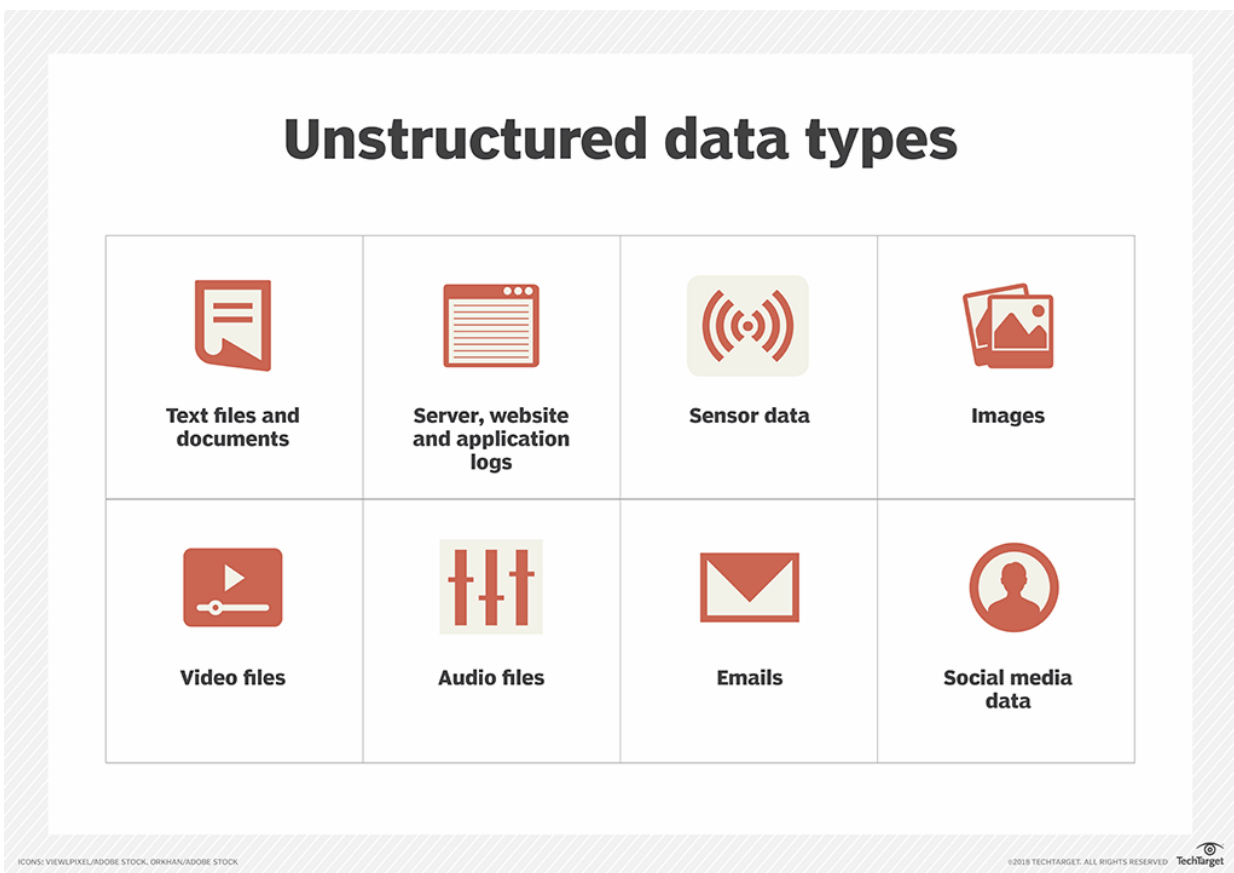 Unstructured data types
Text files and
documents
Server, website
and application
logs
Sensor data
Images
Video files
Audio files
Emails
Social media
data
ICONS: VIEWLPIXEL/ADOBE STOCK, ORKHAN/ADOBE STOCK
©2018 TECHTARGET. ALL RIGHTS RESERVED
TechTarget